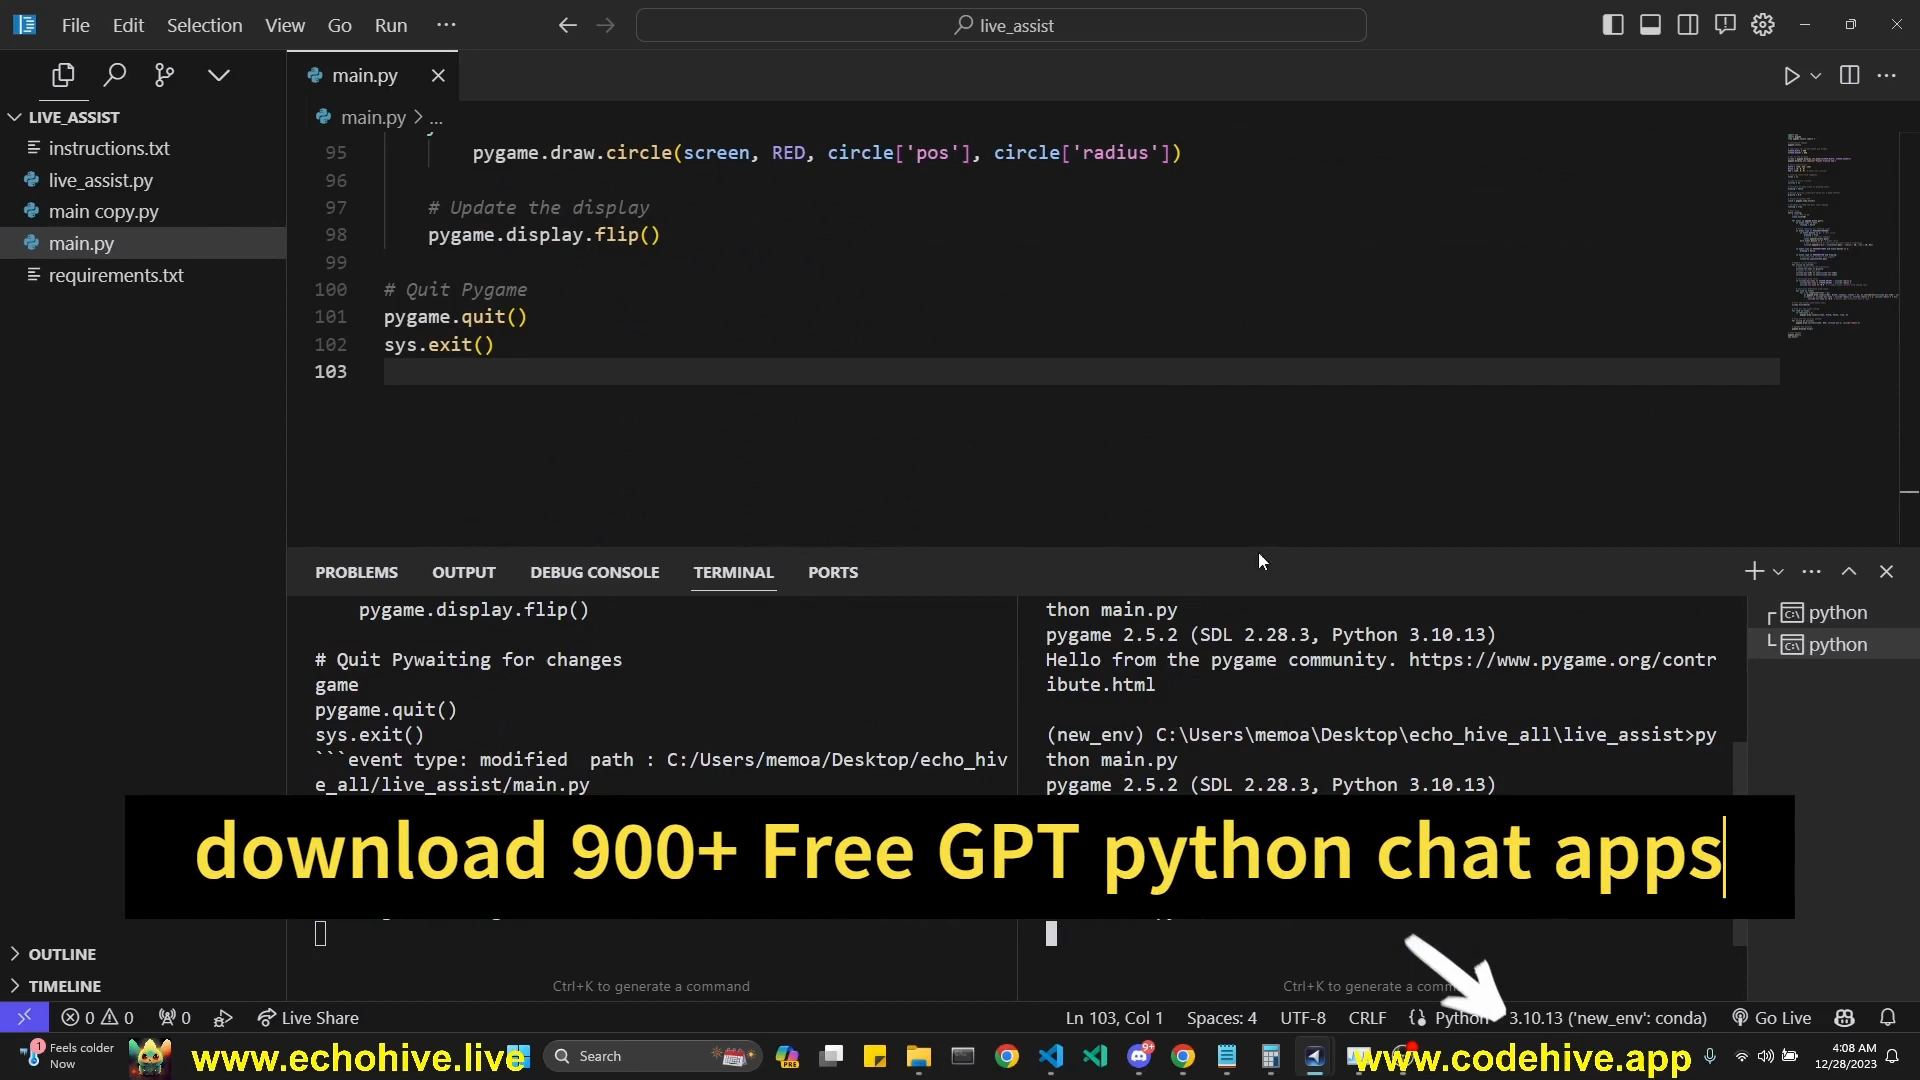 File Edit Selection View Go Run ···
live_assist
main.py
LIVE_ASSIST
main.py > ...
instructions.txt
live_assist.py
main copy.py
main.py
requirements.txt
95 pygame.draw.circle(screen, RED, circle['pos'], circle['radius'])
96
97 # Update the display
98 pygame.display.flip()
99
100 # Quit Pygame
101 pygame.quit()
102 sys.exit()
103
PROBLEMS OUTPUT DEBUG CONSOLE TERMINAL PORTS
pygame.display.flip()
# Quit Pywaiting for changes
game
pygame.quit()
sys.exit()
```event type: modified  path : C:/Users/memoa/Desktop/echo_hiv
e_all/live_assist/main.py
thon main.py
pygame 2.5.2 (SDL 2.28.3, Python 3.10.13)
Hello from the pygame community. https://www.pygame.org/contr
ibute.html
(new_env) C:\Users\memoa\Desktop\echo_hive_all\live_assist>py
thon main.py
pygame 2.5.2 (SDL 2.28.3, Python 3.10.13)
python
python
download 900+ Free GPT python chat apps
OUTLINE
TIMELINE
Ctrl+K to generate a command
Ctrl+K to generate a comm
0 0 0 Live Share
Ln 103, Col 1 Spaces: 4 UTF-8 CRLF Python 3.10.13 ('new_env': conda) Go Live
1 Feels colder
Now
www.echohive.live
Search
PRE
9+
www.codehive.app
4:08 AM
12/28/2023